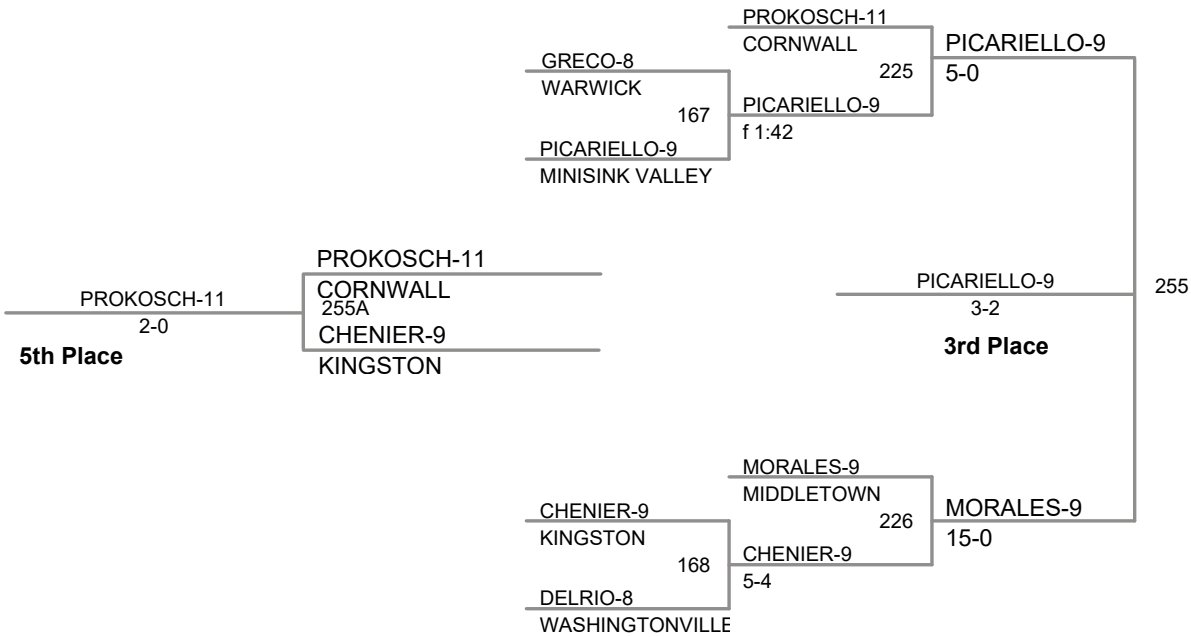 PROKOSCH-11
CORNWALL
225
PICARIELLO-9
5-0
GRECO-8
WARWICK
167
PICARIELLO-9
f 1:42
PICARIELLO-9
MINISINK VALLEY
PROKOSCH-11
CORNWALL
255A
CHENIER-9
KINGSTON
PROKOSCH-11
2-0
5th Place
PICARIELLO-9
3-2
3rd Place
255
MORALES-9
MIDDLETOWN
226
MORALES-9
15-0
CHENIER-9
KINGSTON
168
CHENIER-9
5-4
DELRIO-8
WASHINGTONVILLE